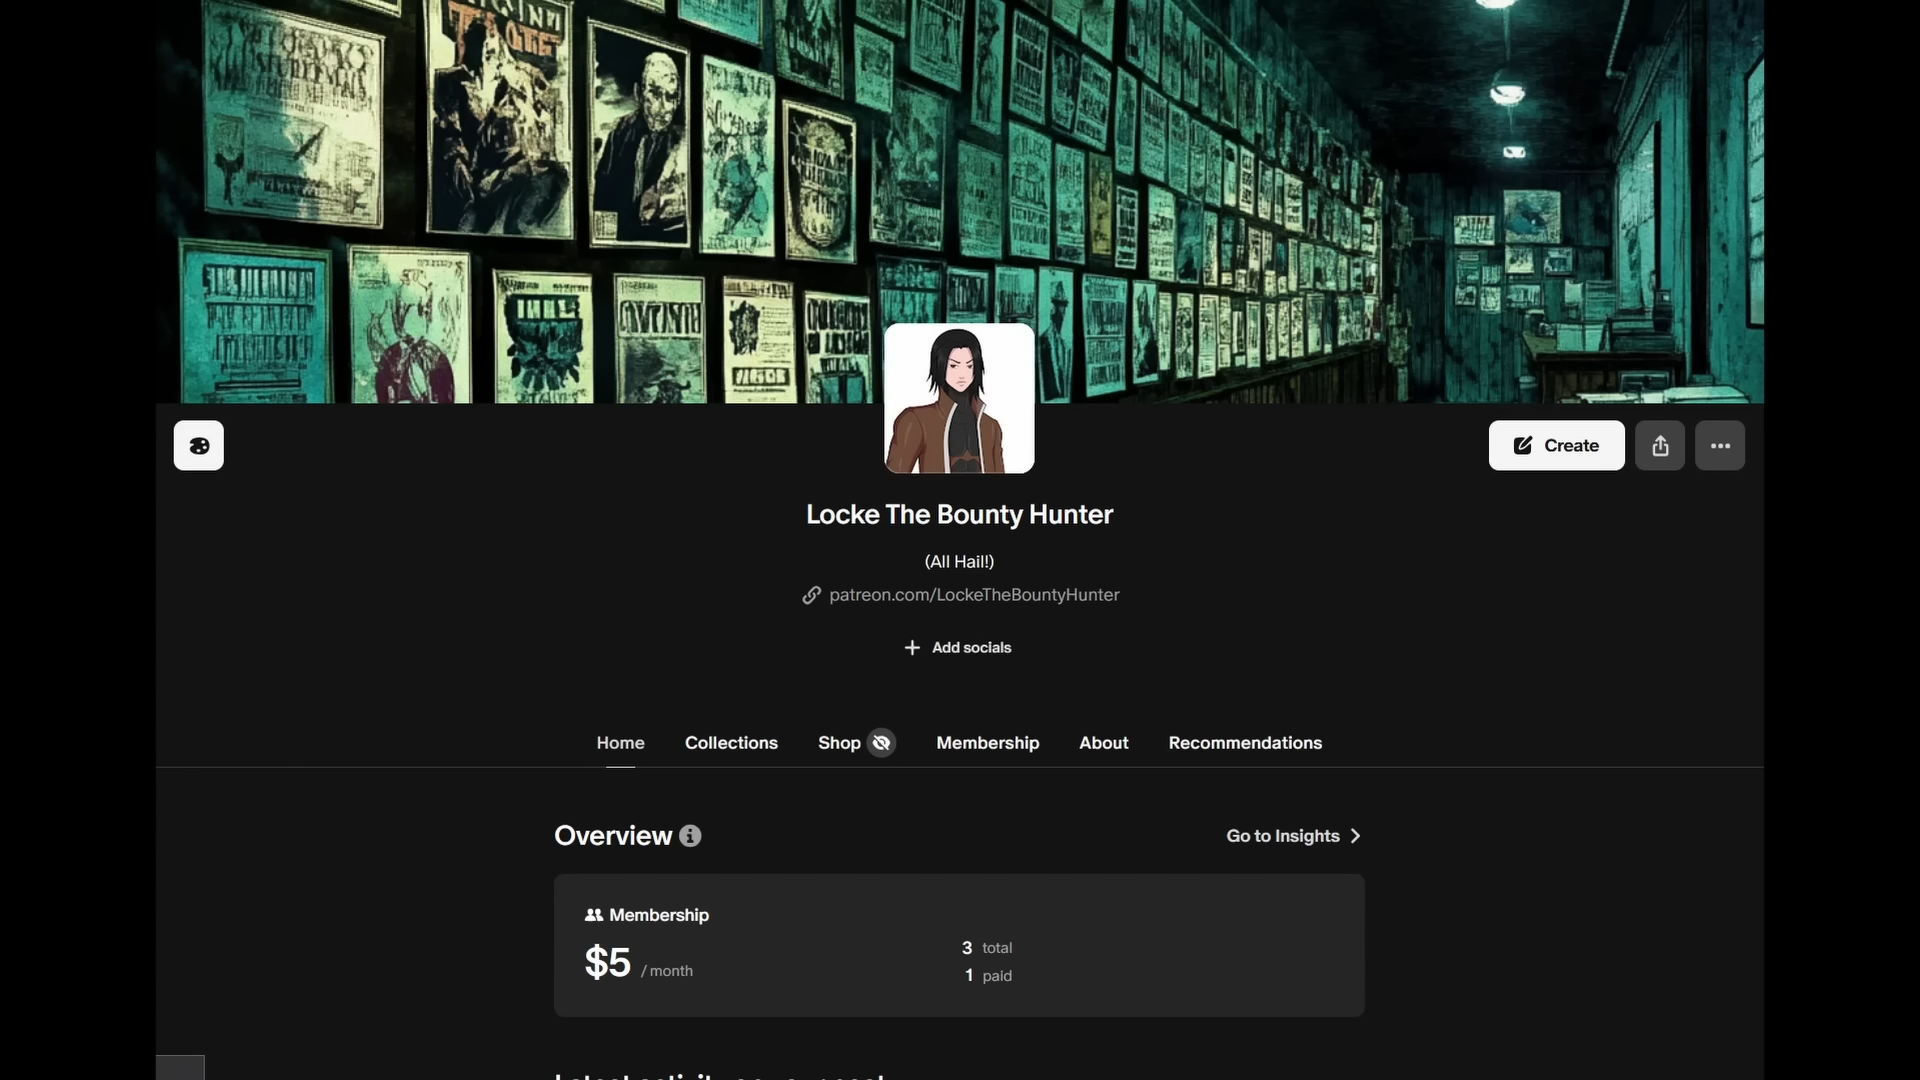 Create
Locke The Bounty Hunter
(All Hail!)
patreon.com/LockeTheBountyHunter
Add socials
Home Collections Shop Membership About Recommendations
Overview
Go to Insights
Membership
$5 / month
3 total
1 paid